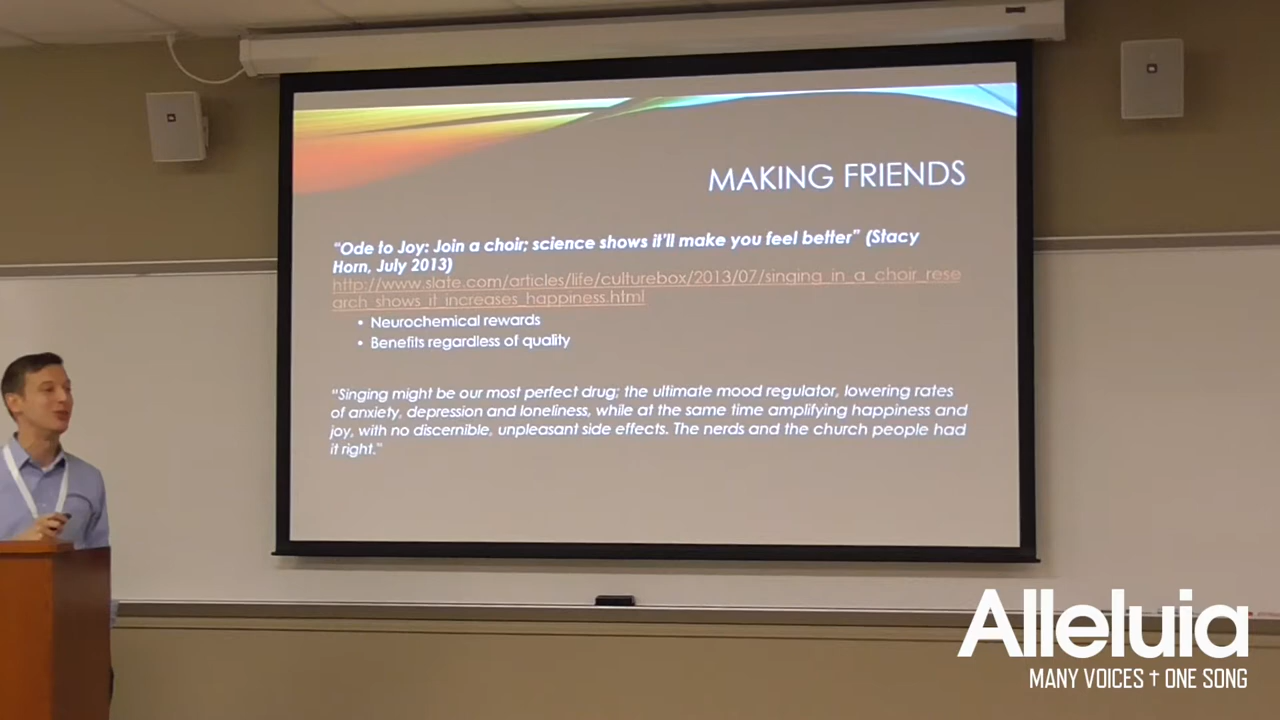 MAKING FRIENDS
“Ode to Joy: Join a choir; science shows it'll make you feel better” (Stacy
Horn, July 2013)
http://www.slate.com/articles/life/culturebox/2013/07/singing_in_a_choir_rese
arch_shows_it_increases_happiness.html
• Neurochemical rewards
• Benefits regardless of quality
“Singing might be our most perfect drug; the ultimate mood regulator, lowering rates
of anxiety, depression and loneliness, while at the same time amplifying happiness and
joy, with no discernible, unpleasant side effects. The nerds and the church people had
it right.”
Alleluia
MANY VOICES † ONE SONG